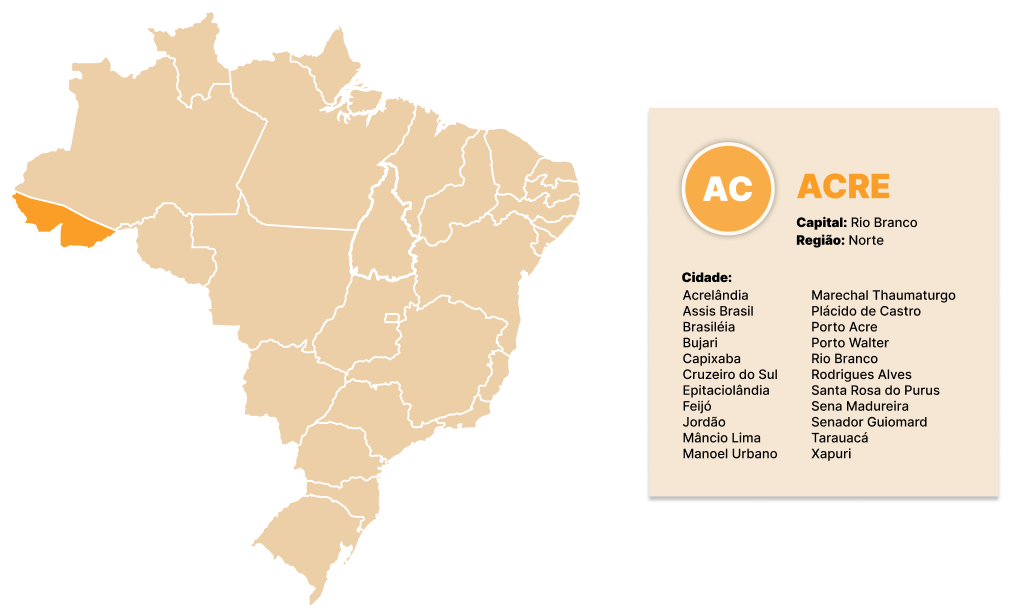 AC
ACRE
Capital: Rio Branco
Região: Norte
Cidade:
Acrelândia
Assis Brasil
Brasiléia
Bujari
Capixaba
Cruzeiro do Sul
Epitaciolândia
Feijó
Jordão
Mâncio Lima
Manoel Urbano
Marechal Thaumaturgo
Plácido de Castro
Porto Acre
Porto Walter
Rio Branco
Rodrigues Alves
Santa Rosa do Purus
Sena Madureira
Senador Guiomard
Tarauacá
Xapuri